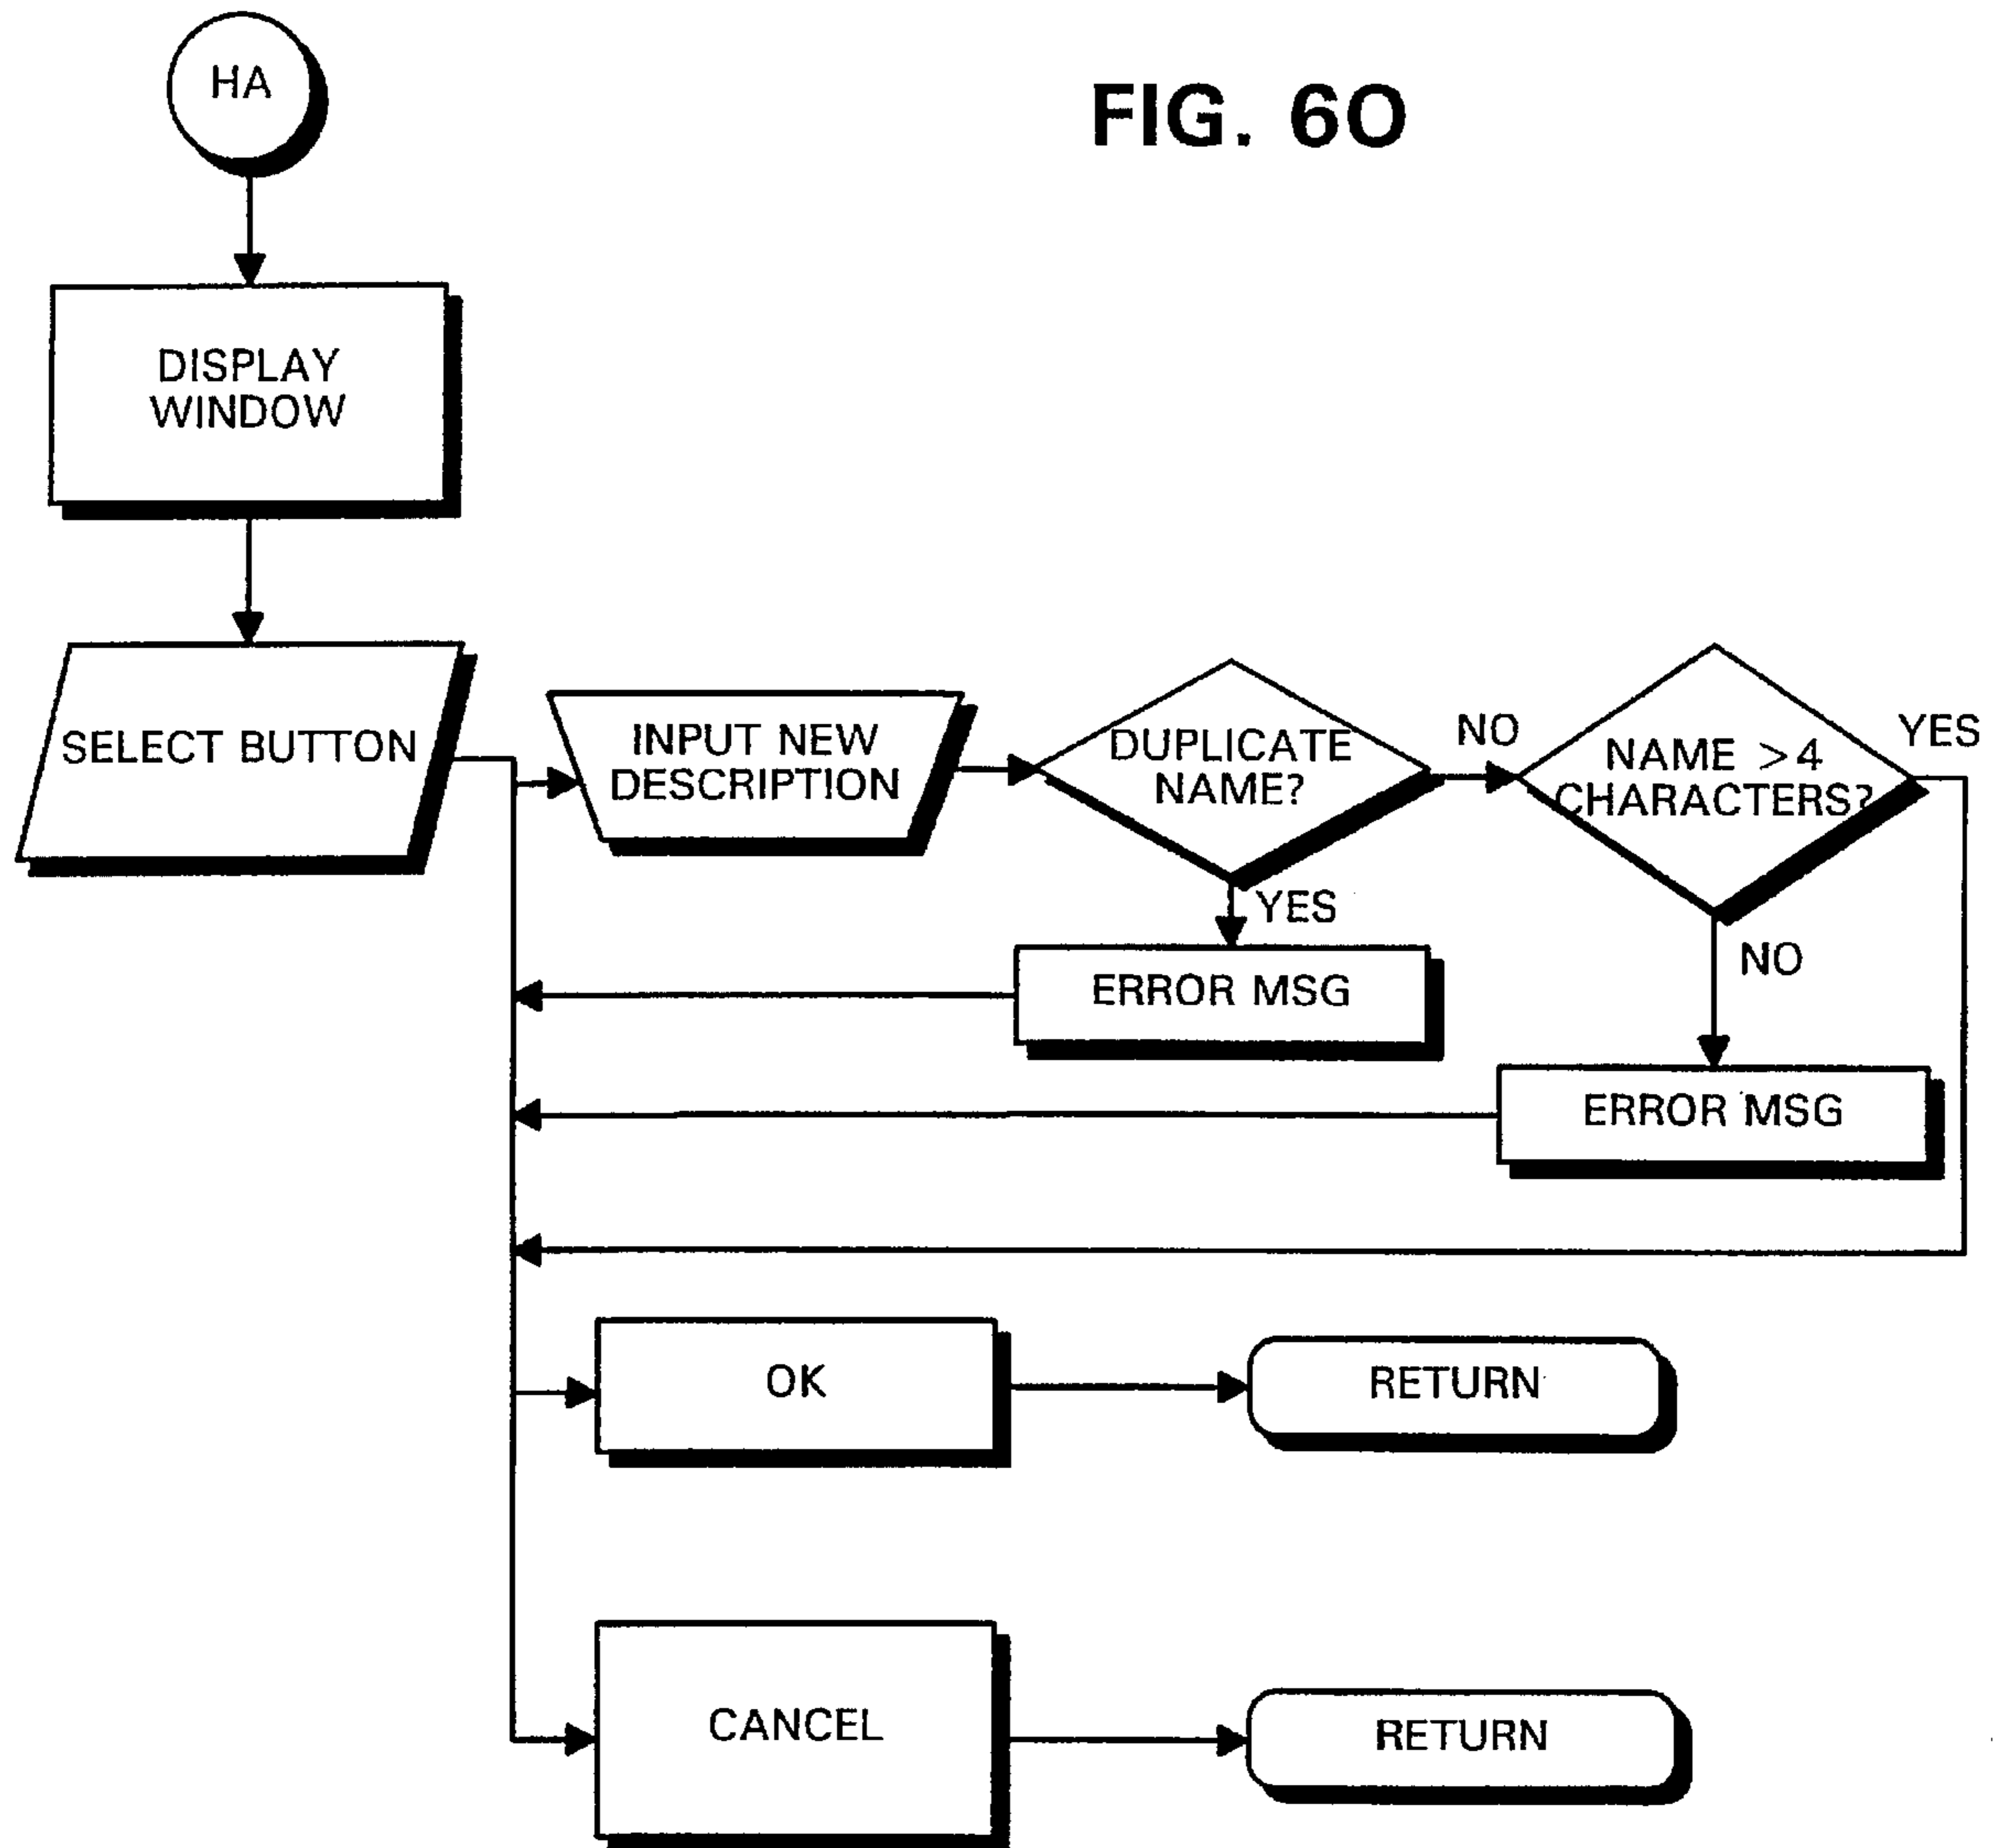 HA
FIG. 60
DISPLAY
WINDOW
SELECT BUTTON
INPUT NEW
DESCRIPTION
DUPLICATE
NAME?
NO
NAME >4
CHARACTERS?
YES
YES
ERROR MSG
NO
ERROR MSG
OK
RETURN
CANCEL
RETURN